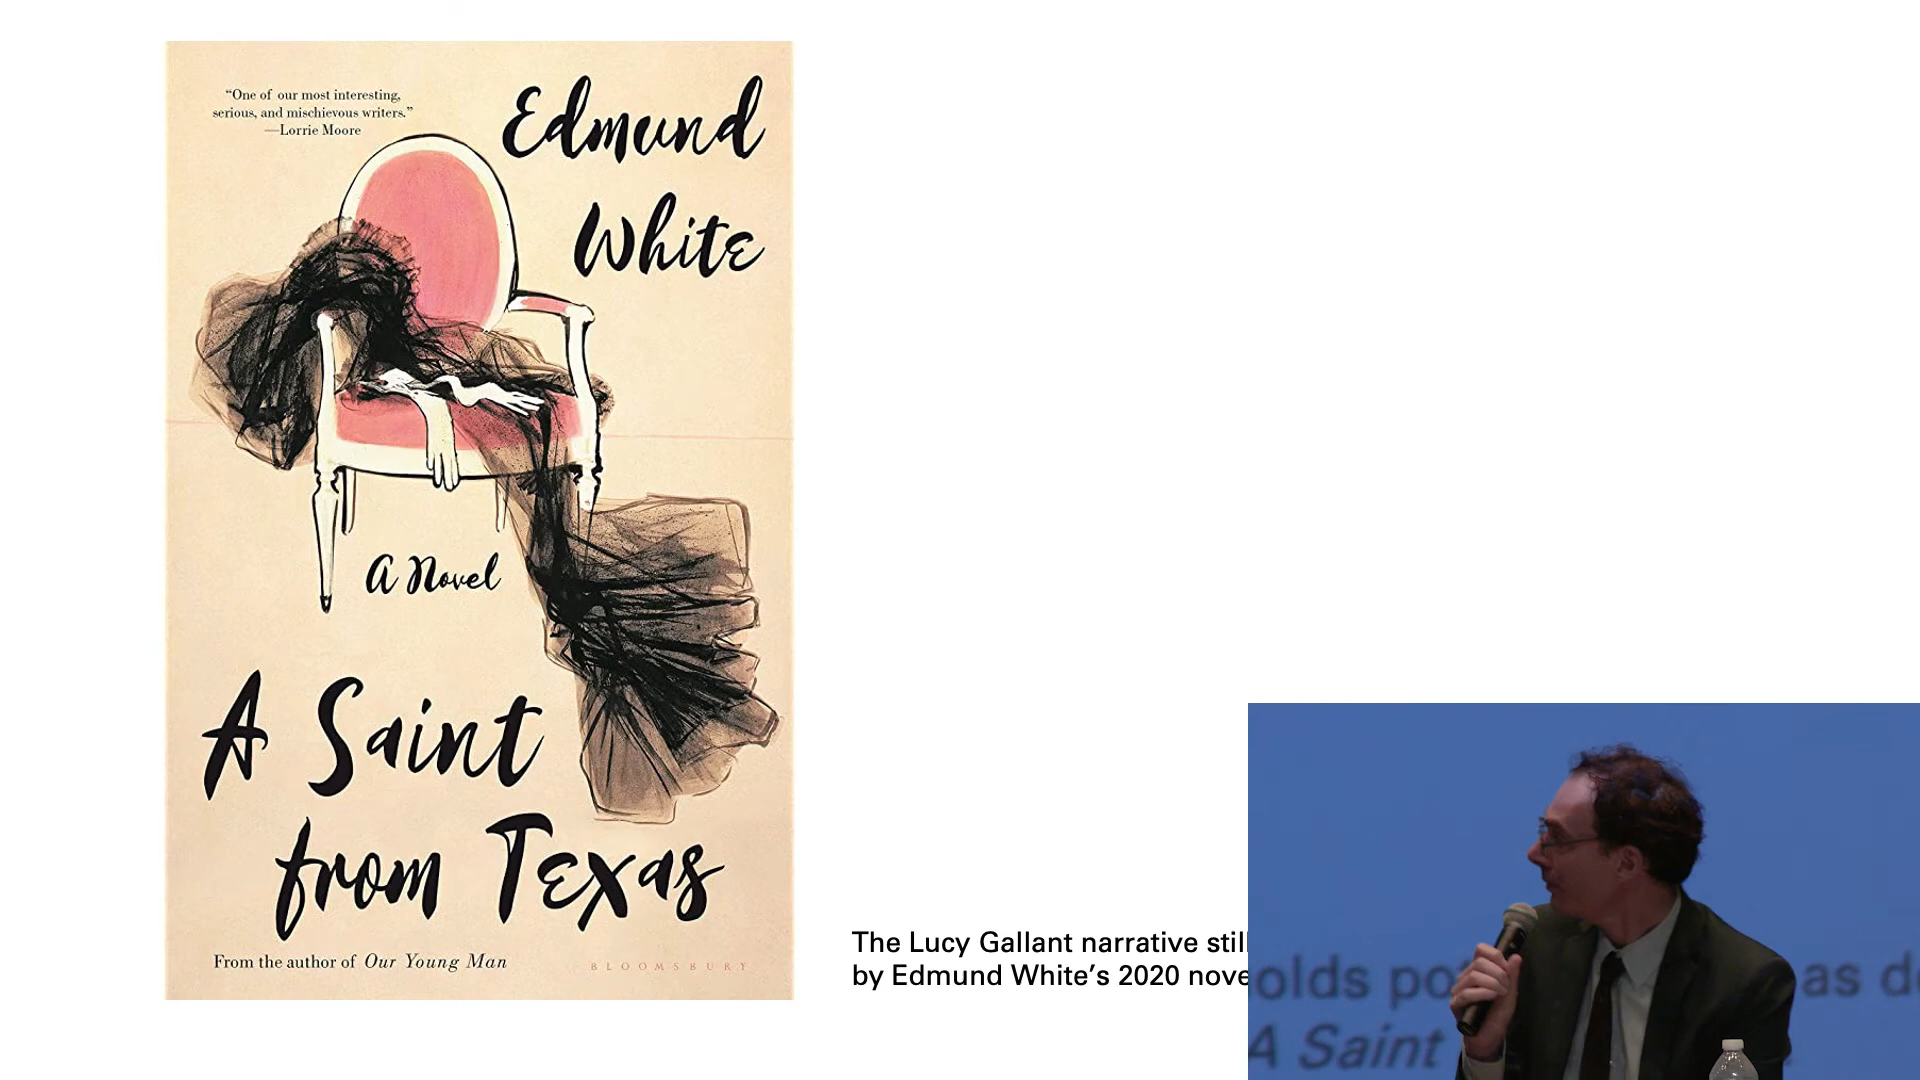 “One of our most interesting,
serious, and mischievous writers.”
—Lorrie Moore
Edmund
White
A Novel
A Saint
from Texas
From the author of Our Young Man
BLOOMSBURY
The Lucy Gallant narrative still
by Edmund White’s 2020 nove
olds po as d
A Saint